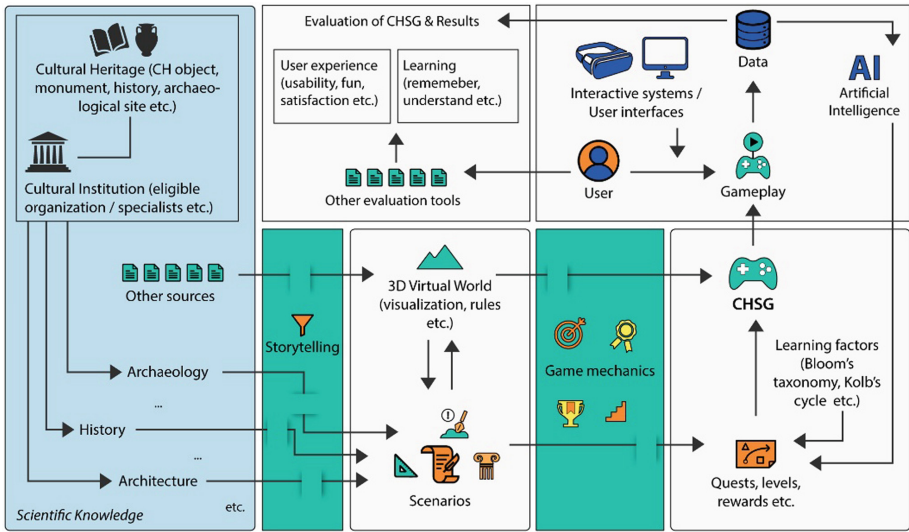 Cultural Heritage (CH object,
monument, history, archaeo-
logical site etc.)
Cultural Institution (eligible
organization / specialists etc.)
Other sources
Archaeology
...
History
...
Architecture
etc.
Scientific Knowledge
Evaluation of CHSG & Results
User experience
(usability, fun,
satisfaction etc.)
Learning
(rememeber,
understand etc.)
Other evaluation tools
Interactive systems /
User interfaces
User
Data
AI
Artificial
Intelligence
Gameplay
Storytelling
3D Virtual World
(visualization, rules
etc.)
Scenarios
Game mechanics
CHSG
Learning factors
(Bloom's
taxonomy, Kolb's
cycle etc.)
Quests, levels,
rewards etc.